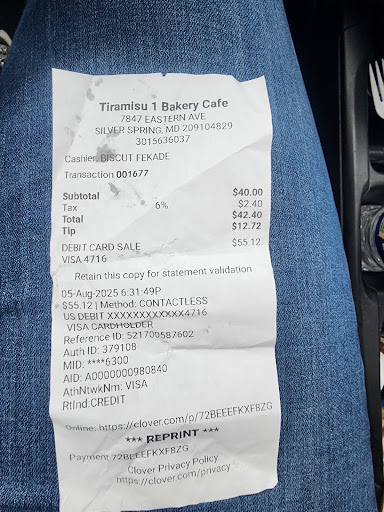 Tiramisu 1 Bakery Cafe
7847 EASTERN AVE
SILVER SPRING, MD 209104829
3015636037
Cashier: BISCUT FEKADE
Transaction 001677
Subtotal $40.00
Tax 6% $2.40
Total $42.40
Tip $12.72
DEBIT CARD SALE $55.12
VISA 4716
Retain this copy for statement validation
05-Aug-2025 6:31:49P
$55.12 | Method: CONTACTLESS
US DEBIT XXXXXXXXXXXX4716
VISA CARDHOLDER
Reference ID: 521700587602
Auth ID: 379108
MID: ****6300
AID: A0000000980840
AthNtwkNm: VISA
RtInd:CREDIT
Online: https://clover.com/p/72BEEEFKXF8ZG
*** REPRINT ***
Payment 72BEEEFKXF8ZG
Clover Privacy Policy
https://clover.com/privacy